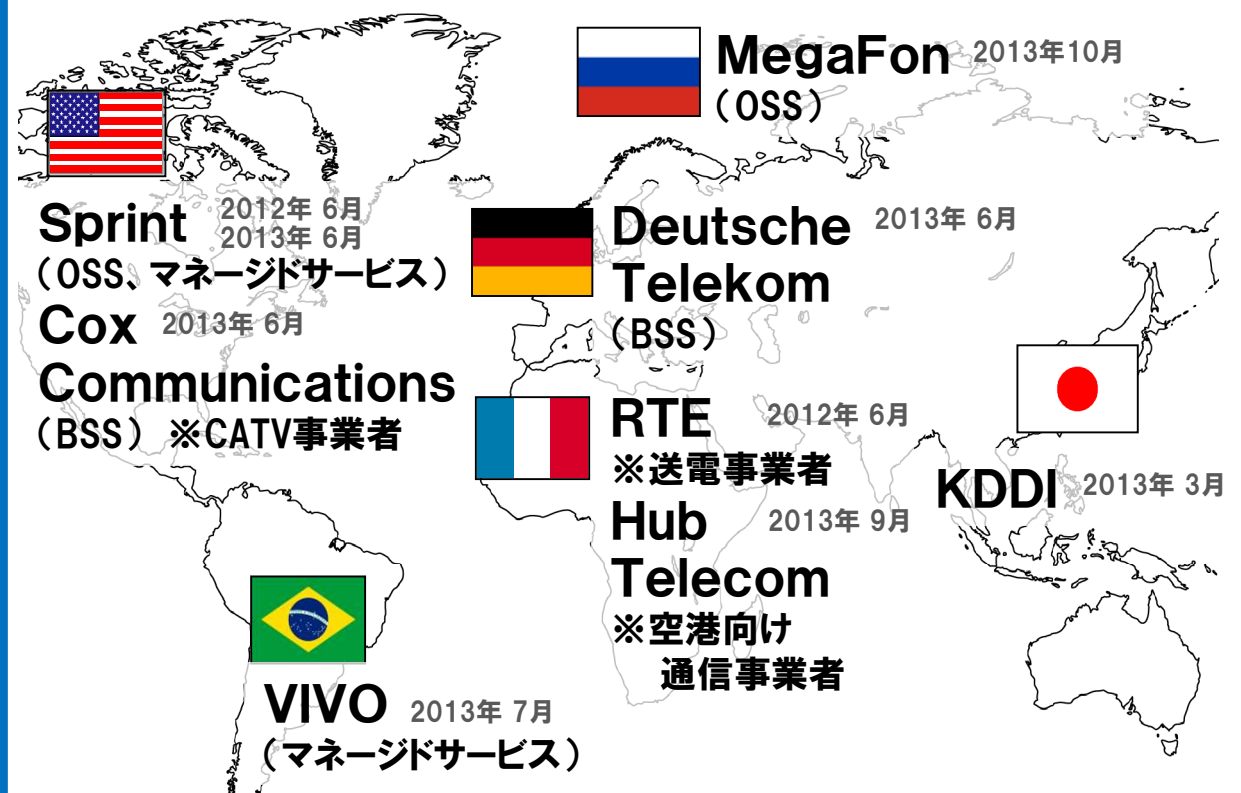 MegaFon 2013年10月
（OSS）
Sprint 2012年 6月
2013年 6月
（OSS、マネージドサービス）
Cox 2013年 6月
Communications
（BSS） ※CATV事業者
Deutsche 2013年 6月
Telekom
（BSS）
RTE 2012年 6月
※送電事業者
Hub 2013年 9月
Telecom
※空港向け
通信事業者
KDDI 2013年 3月
VIVO 2013年 7月
（マネージドサービス）